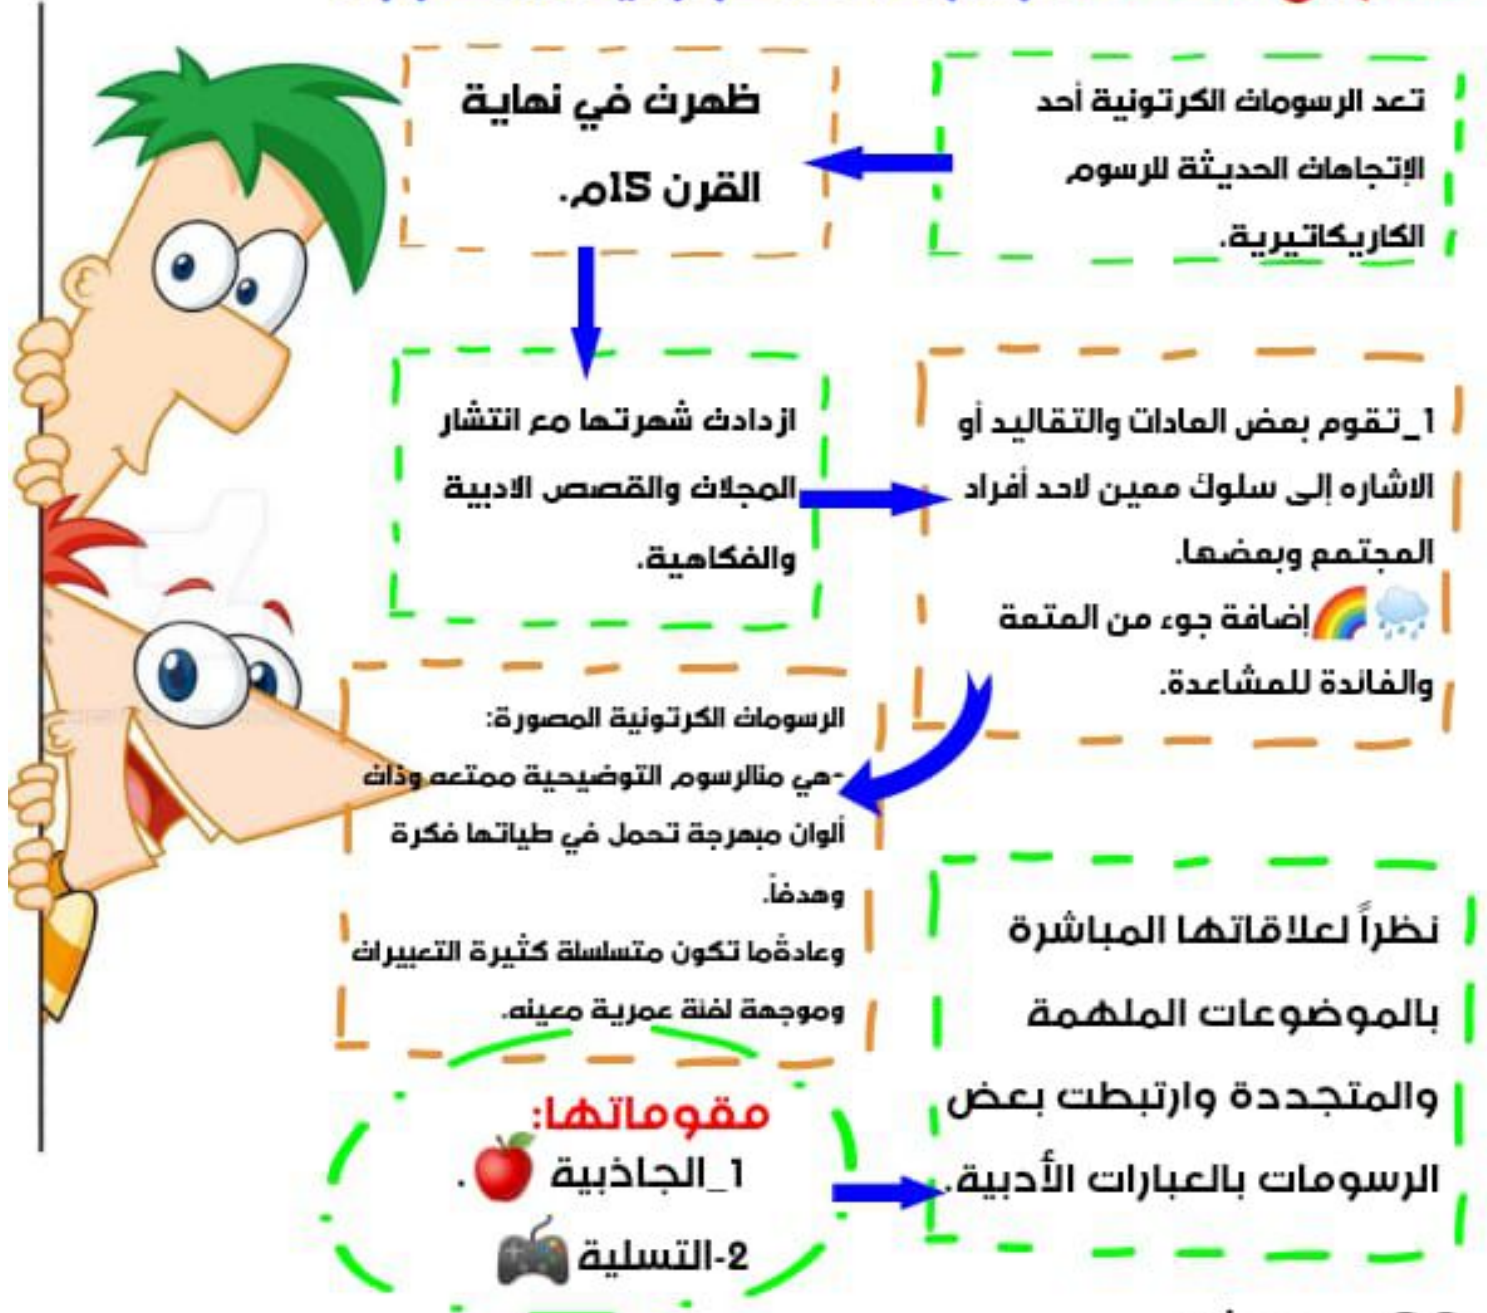 تعد الرسومات الكرتونية أحد
الإتجاهات الحديثة للرسوم
الكاريكاتيرية.
ظهرت في نهاية
القرن 15م.
ازدادت شهرتها مع انتشار
المجلات والقصص الادبية
والفكاهية.
1_تقوم بعض العادات والتقاليد أو
الاشاره إلى سلوك معين لاحد أفراد
المجتمع وبعضها.
إضافة جوء من المتعة
والفائدة للمشاعدة.
الرسومات الكرتونية المصورة:
-هي منالرسوم التوضيحية ممتعه وذات
ألوان مبهرجة تحمل في طياتها فكرة
وهدفاً.
وعادةًما تكون متسلسلة كثيرة التعبيرات
وموجهة لفئة عمرية معينه.
مقوماتها:
1_الجاذبية .
2-التسلية
نظراً لعلاقاتها المباشرة
بالموضوعات الملهمة
والمتجددة وارتبطت بعض
الرسومات بالعبارات الأدبية.